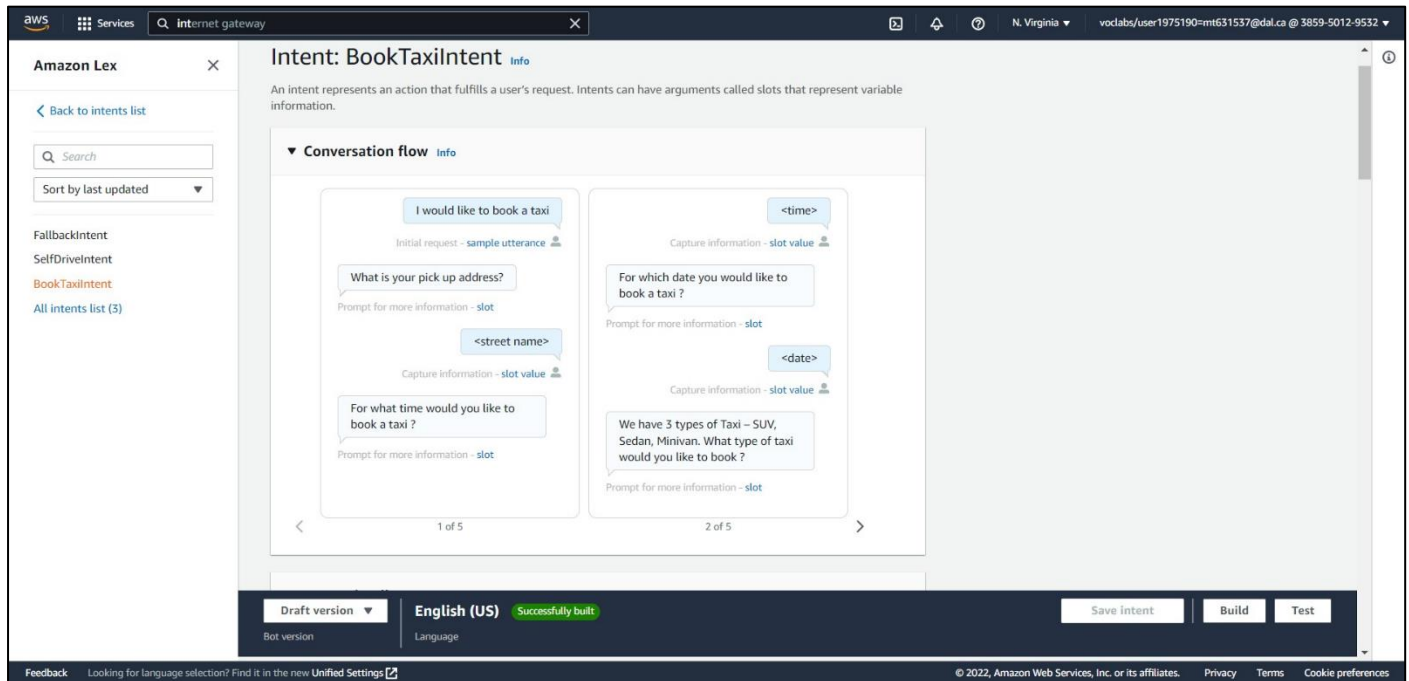 aws
Services
internet gateway
N. Virginia
voclabs/user1975190=mt631537@dal.ca @ 3859-5012-9532
Amazon Lex
Back to intents list
Search
Sort by last updated
FallbackIntent
SelfDriveIntent
BookTaxiIntent
All intents list (3)
Intent: BookTaxiIntent Info
An intent represents an action that fulfills a user's request. Intents can have arguments called slots that represent variable
information.
Conversation flow Info
I would like to book a taxi
Initial request - sample utterance
What is your pick up address?
Prompt for more information - slot
<street name>
Capture information - slot value
For what time would you like to
book a taxi ?
Prompt for more information - slot
1 of 5
<time>
Capture information - slot value
For which date you would like to
book a taxi ?
Prompt for more information - slot
<date>
Capture information - slot value
We have 3 types of Taxi – SUV,
Sedan, Minivan. What type of taxi
would you like to book ?
Prompt for more information - slot
2 of 5
Draft version
Bot version
English (US) Successfully built
Language
Save intent
Build
Test
Feedback
Looking for language selection? Find it in the new Unified Settings
© 2022, Amazon Web Services, Inc. or its affiliates.
Privacy
Terms
Cookie preferences